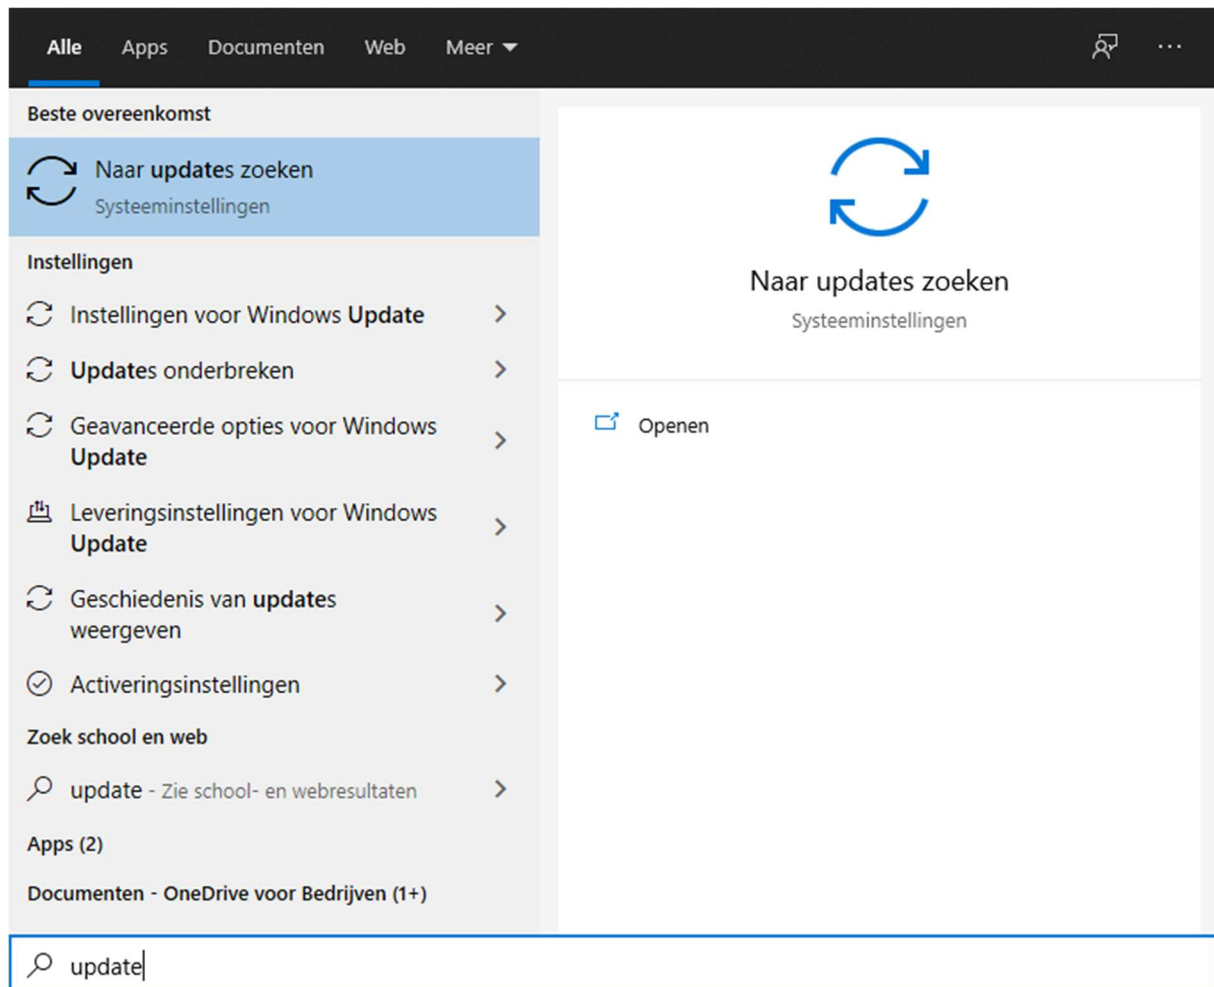 Alle Apps Documenten Web Meer
Beste overeenkomst
Naar updates zoeken
Systeeminstellingen
Instellingen
Instellingen voor Windows Update
Updates onderbreken
Geavanceerde opties voor Windows
Update
Leveringsinstellingen voor Windows
Update
Geschiedenis van updates
weergeven
Activeringsinstellingen
Zoek school en web
update - Zie school- en webresultaten
Apps (2)
Documenten - OneDrive voor Bedrijven (1+)
update
Naar updates zoeken
Systeeminstellingen
Openen